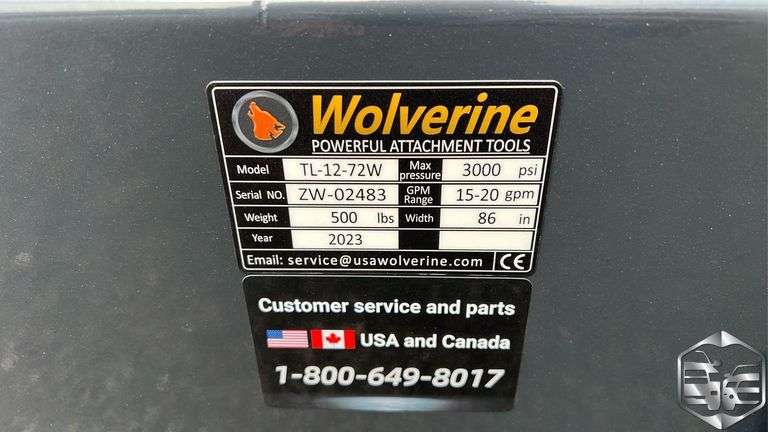 Wolverine
POWERFUL ATTACHMENT TOOLS
Model TL-12-72W Max pressure 3000 psi
Serial NO. ZW-02483 GPM Range 15-20 gpm
Weight 500 lbs Width 86 in
Year 2023
Email: service@usawolverine.com CE
Customer service and parts
USA and Canada
1-800-649-8017